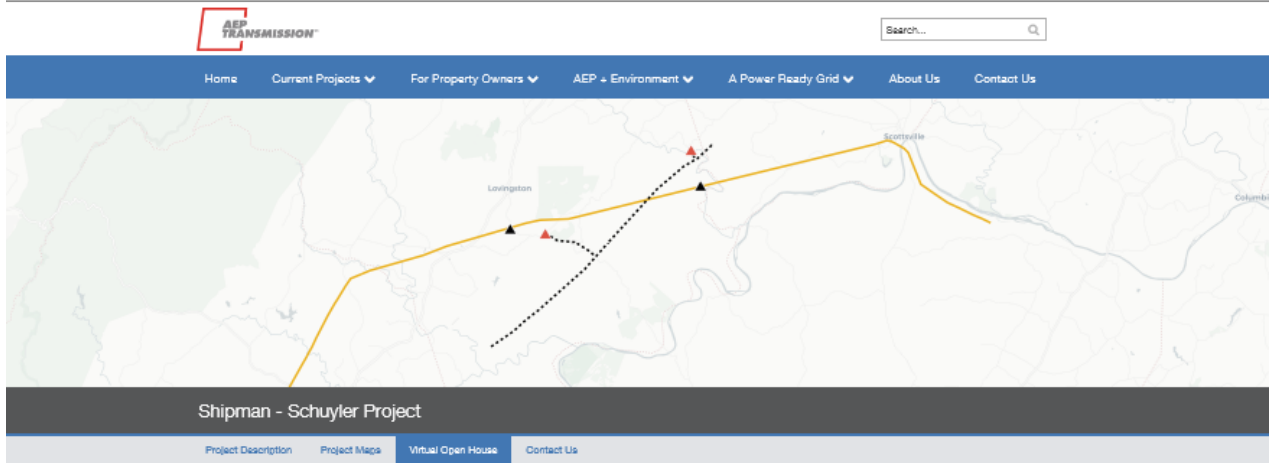 AEP
TRANSMISSION
Search...
Home Current Projects For Property Owners AEP + Environment A Power Ready Grid About Us Contact Us
Scottsville
Lovingston
Columbi
Shipman - Schuyler Project
Project Description Project Maps Virtual Open House Contact Us